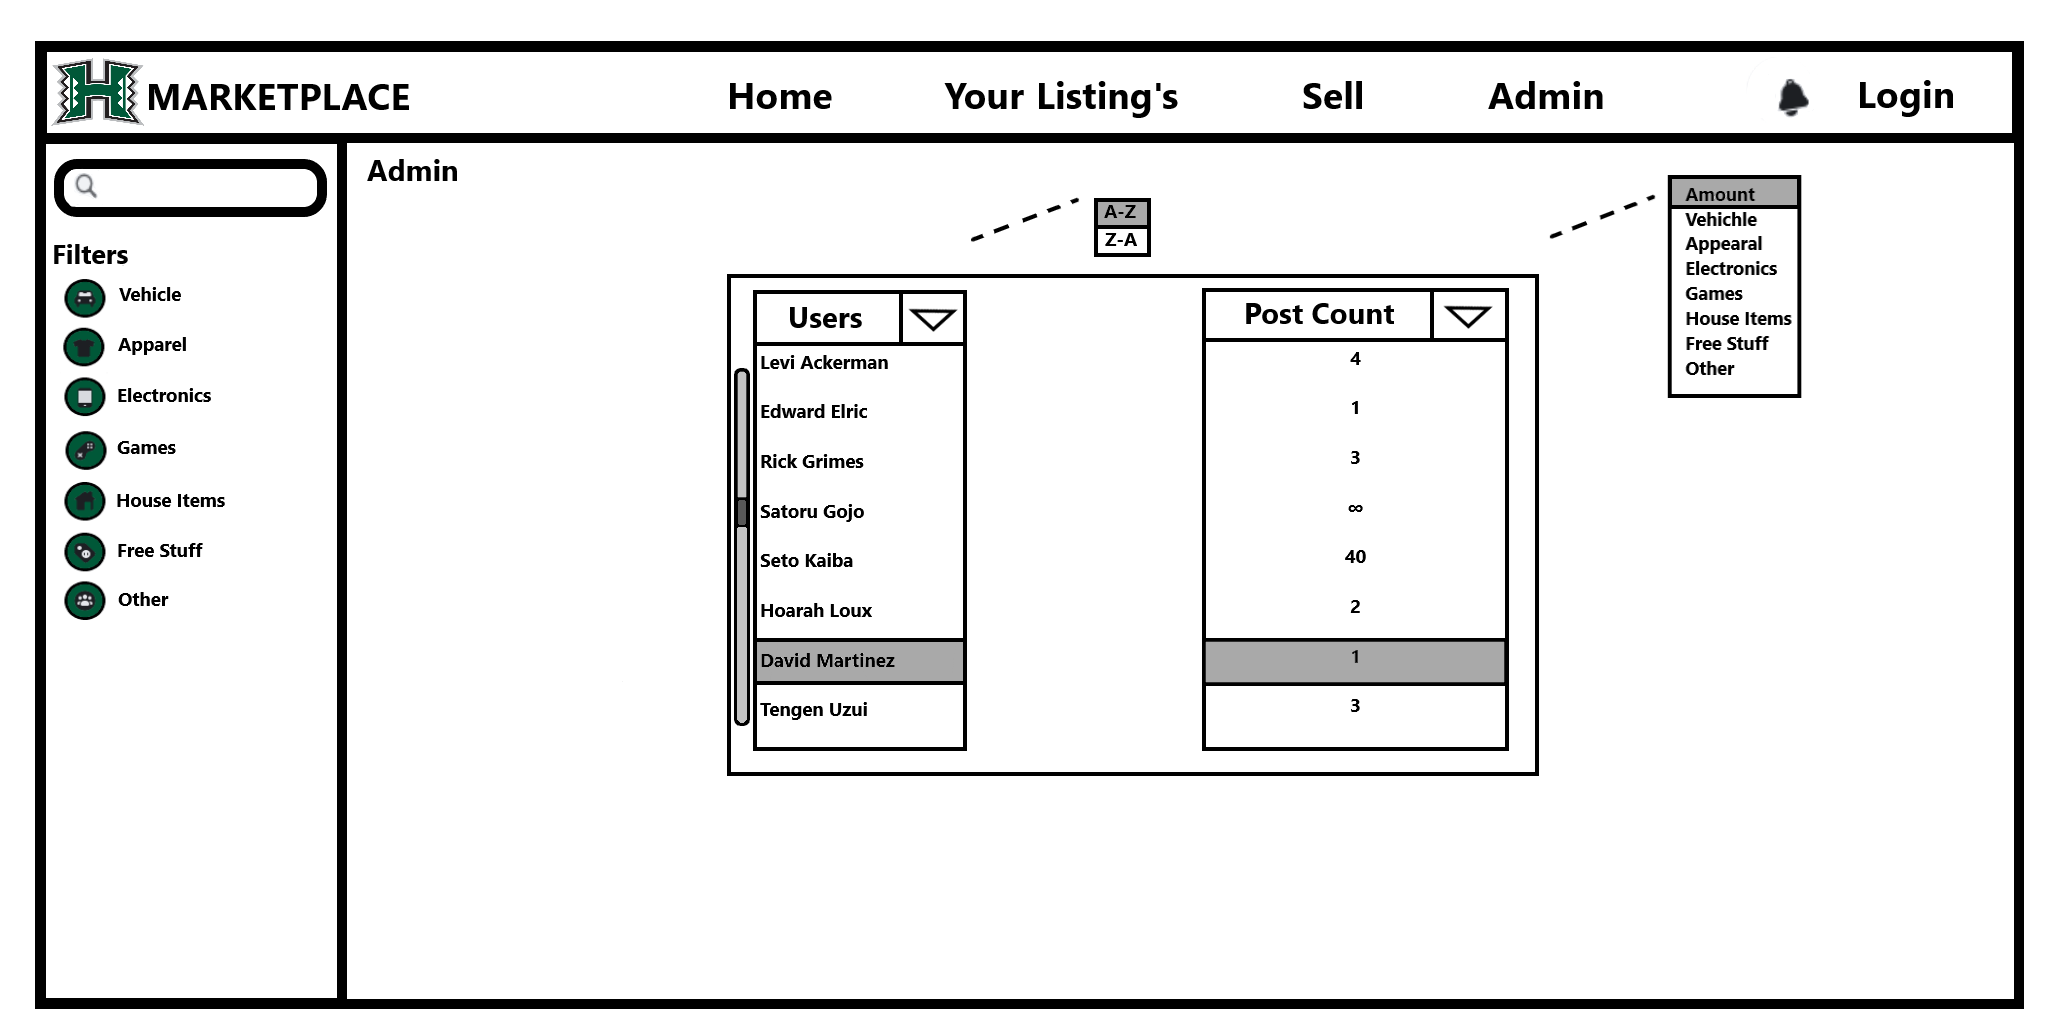 H MARKETPLACE
Home
Your Listing's
Sell
Admin
Login
Filters
Vehicle
Apparel
Electronics
Games
House Items
Free Stuff
Other
Admin
A-Z
Z-A
Amount
Vehichle
Appearal
Electronics
Games
House Items
Free Stuff
Other
Users
Post Count
Levi Ackerman
4
Edward Elric
1
Rick Grimes
3
Satoru Gojo
∞
Seto Kaiba
40
Hoarah Loux
2
David Martinez
1
Tengen Uzui
3